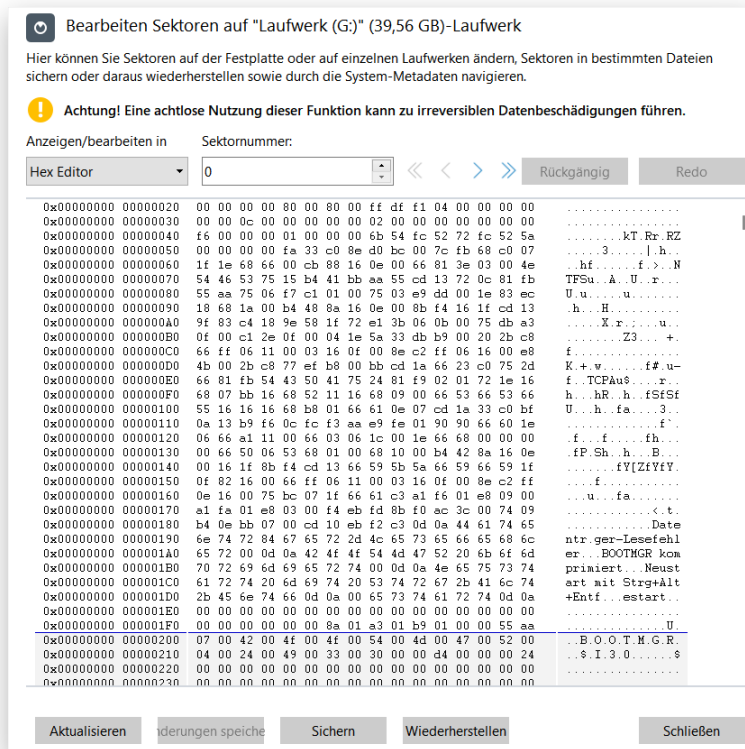 Bearbeiten Sektoren auf "Laufwerk (G:)" (39,56 GB)-Laufwerk
Hier können Sie Sektoren auf der Festplatte oder auf einzelnen Laufwerken ändern, Sektoren in bestimmten Dateien
sichern oder daraus wiederherstellen sowie durch die System-Metadaten navigieren.
Achtung! Eine achtlose Nutzung dieser Funktion kann zu irreversiblen Datenbeschädigungen führen.
Anzeigen/bearbeiten in Sektornummer:
Hex Editor 0 Rückgängig Redo
0x00000000 00000020 00 00 00 00 80 00 80 00 ff df f1 04 00 00 00 00 ................
0x00000000 00000030 00 00 0c 00 00 00 00 00 02 00 00 00 00 00 00 00 ................
0x00000000 00000040 f6 00 00 00 01 00 00 00 6b 54 fc 52 72 fc 52 5a ........kT.Rr.RZ
0x00000000 00000050 00 00 00 00 fa 33 c0 8e d0 bc 00 7c fb 68 c0 07 .....3.....|.h..
0x00000000 00000060 1f 1e 68 66 00 cb 88 16 0e 00 66 81 3e 03 00 4e ..hf......f.>..N
0x00000000 00000070 54 46 53 75 15 b4 41 bb aa 55 cd 13 72 0c 81 fb TFSu..A..U..r...
0x00000000 00000080 55 aa 75 06 f7 c1 01 00 75 03 e9 dd 00 1e 83 ec U.u.....u.......
0x00000000 00000090 18 68 1a 00 b4 48 8a 16 0e 00 8b f4 16 1f cd 13 .h...H..........
0x00000000 000000A0 9f 83 c4 18 9e 58 1f 72 e1 3b 06 0b 00 75 db a3 .....X.r.;...u..
0x00000000 000000B0 0f 00 c1 2e 0f 00 04 1e 5a 33 db b9 00 20 2b c8 ........Z3... +.
0x00000000 000000C0 66 ff 06 11 00 03 16 0f 00 8e c2 ff 06 16 00 e8 f...............
0x00000000 000000D0 4b 00 2b c8 77 ef b8 00 bb cd 1a 66 23 c0 75 2d K.+.w......f#.u-
0x00000000 000000E0 66 81 fb 54 43 50 41 75 24 81 f9 02 01 72 1e 16 f..TCPAu$....r..
0x00000000 000000F0 68 07 bb 16 68 52 11 16 68 09 00 66 53 66 53 66 h...hR..h..fSfSf
0x00000000 00000100 55 16 16 16 68 b8 01 66 61 0e 07 cd 1a 33 c0 bf U...h..fa....3..
0x00000000 00000110 0a 13 b9 f6 0c fc f3 aa e9 fe 01 90 90 66 60 1e .............f`.
0x00000000 00000120 06 66 a1 11 00 66 03 06 1c 00 1e 66 68 00 00 00 .f...f.....fh...
0x00000000 00000130 00 66 50 06 53 68 01 00 68 10 00 b4 42 8a 16 0e .fP.Sh..h...B...
0x00000000 00000140 00 16 1f 8b f4 cd 13 66 59 5b 5a 66 59 66 59 1f .......fY[ZfYfY.
0x00000000 00000150 0f 82 16 00 66 ff 06 11 00 03 16 0f 00 8e c2 ff ....f...........
0x00000000 00000160 0e 16 00 75 bc 07 1f 66 61 c3 a1 f6 01 e8 09 00 ...u...fa.......
0x00000000 00000170 a1 fa 01 e8 03 00 f4 eb fd 8b f0 ac 3c 00 74 09 ............<.t.
0x00000000 00000180 b4 0e bb 07 00 cd 10 eb f2 c3 0d 0a 44 61 74 65 ............Date
0x00000000 00000190 6e 74 72 84 67 65 72 2d 4c 65 73 65 66 65 68 6c ntr.ger-Lesefehl
0x00000000 000001A0 65 72 00 0d 0a 42 4f 4f 54 4d 47 52 20 6b 6f 6d er...BOOTMGR kom
0x00000000 000001B0 70 72 69 6d 69 65 72 74 00 0d 0a 4e 65 75 73 74 primiert...Neust
0x00000000 000001C0 61 72 74 20 6d 69 74 20 53 74 72 67 2b 41 6c 74 art mit Strg+Alt
0x00000000 000001D0 2b 45 6e 74 66 0d 0a 00 65 73 74 61 72 74 0d 0a +Entf...estart..
0x00000000 000001E0 00 00 00 00 00 00 00 00 00 00 00 00 00 00 00 00 ................
0x00000000 000001F0 00 00 00 00 00 00 8a 01 a3 01 b9 01 00 00 55 aa ..............U.
0x00000000 00000200 07 00 42 00 4f 00 4f 00 54 00 4d 00 47 00 52 00 ..B.O.O.T.M.G.R.
0x00000000 00000210 04 00 24 00 49 00 33 00 30 00 00 d4 00 00 00 24 ..$.I.3.0......$
0x00000000 00000220 00 00 00 00 00 00 00 00 00 00 00 00 00 00 00 00 ................
0x00000000 00000230 00 00 00 00 00 00 00 00 00 00 00 00 00 00 00 00
Aktualisieren nderungen speiche Sichern Wiederherstellen Schließen